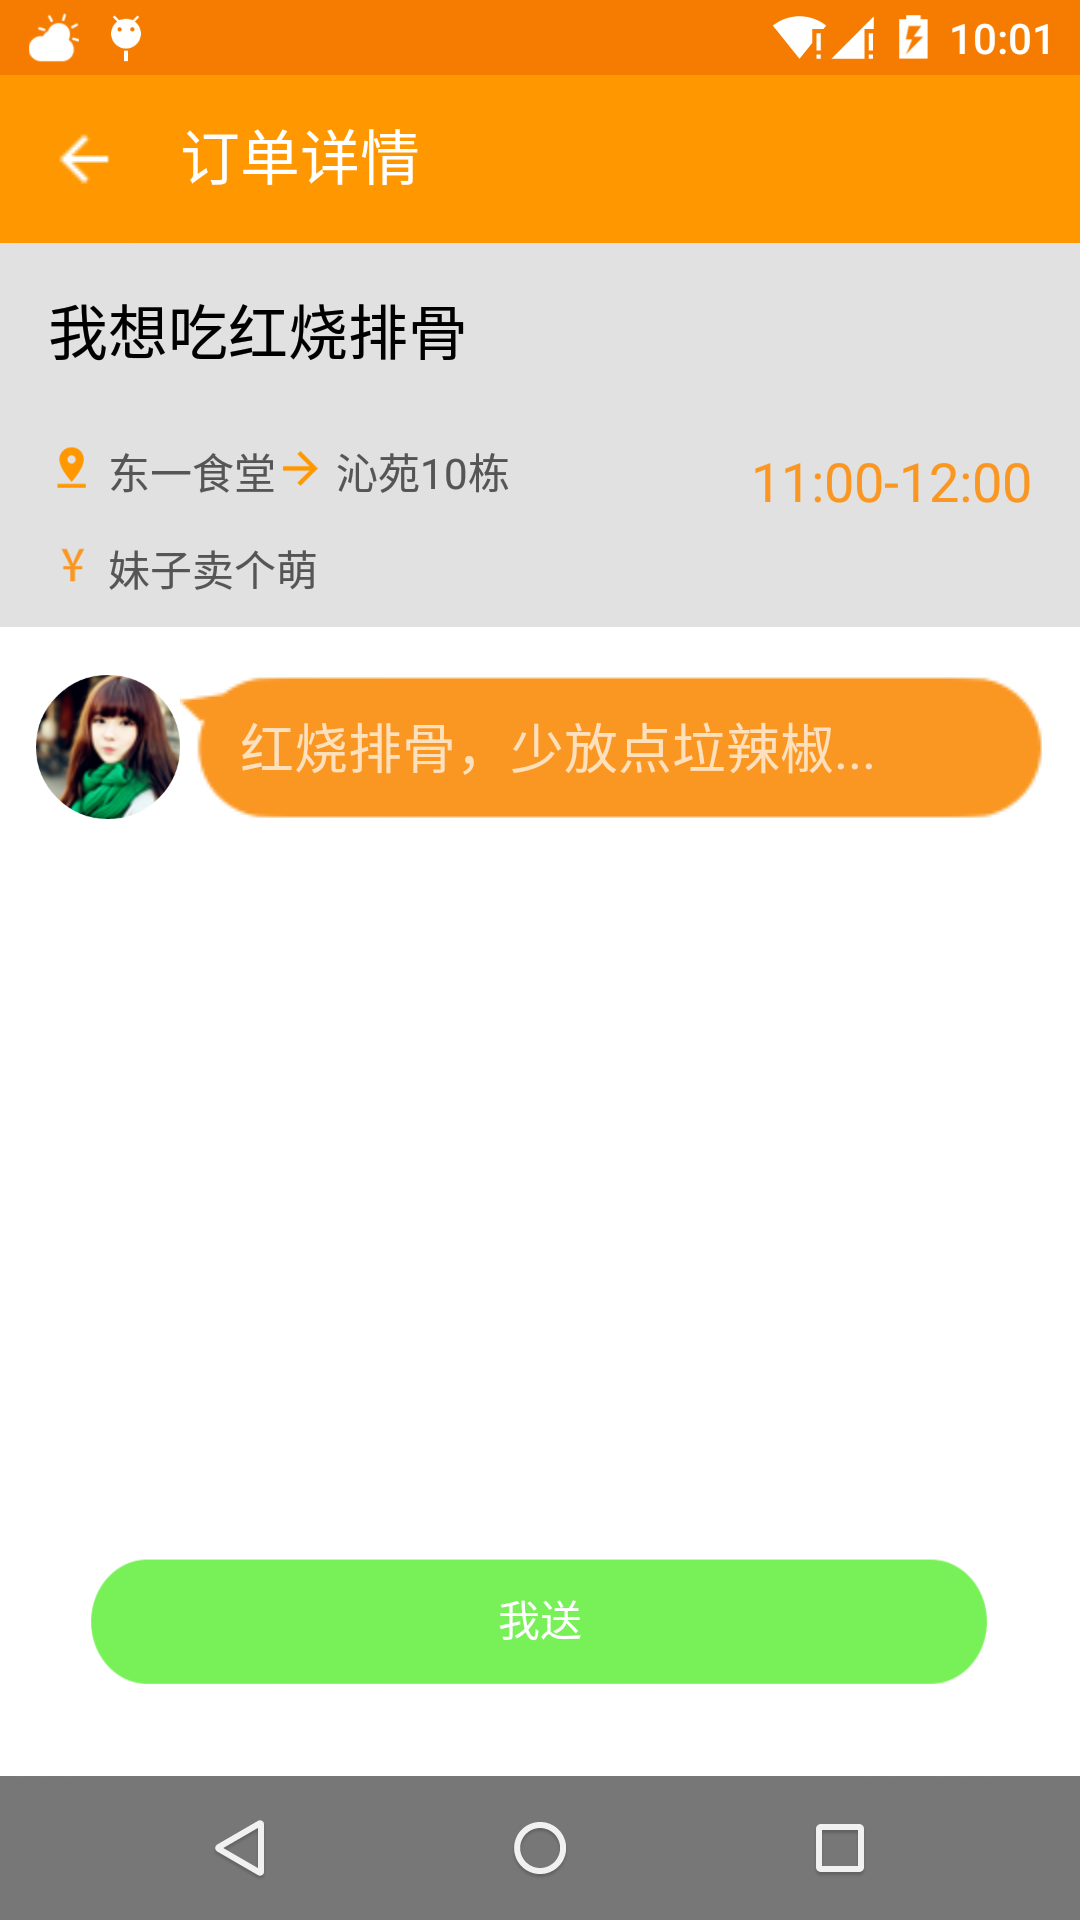 10:01
订单详情
我想吃红烧排骨
东一食堂 → 沁苑10栋
11:00-12:00
¥ 妹子卖个萌
红烧排骨，少放点垃辣椒...
我送